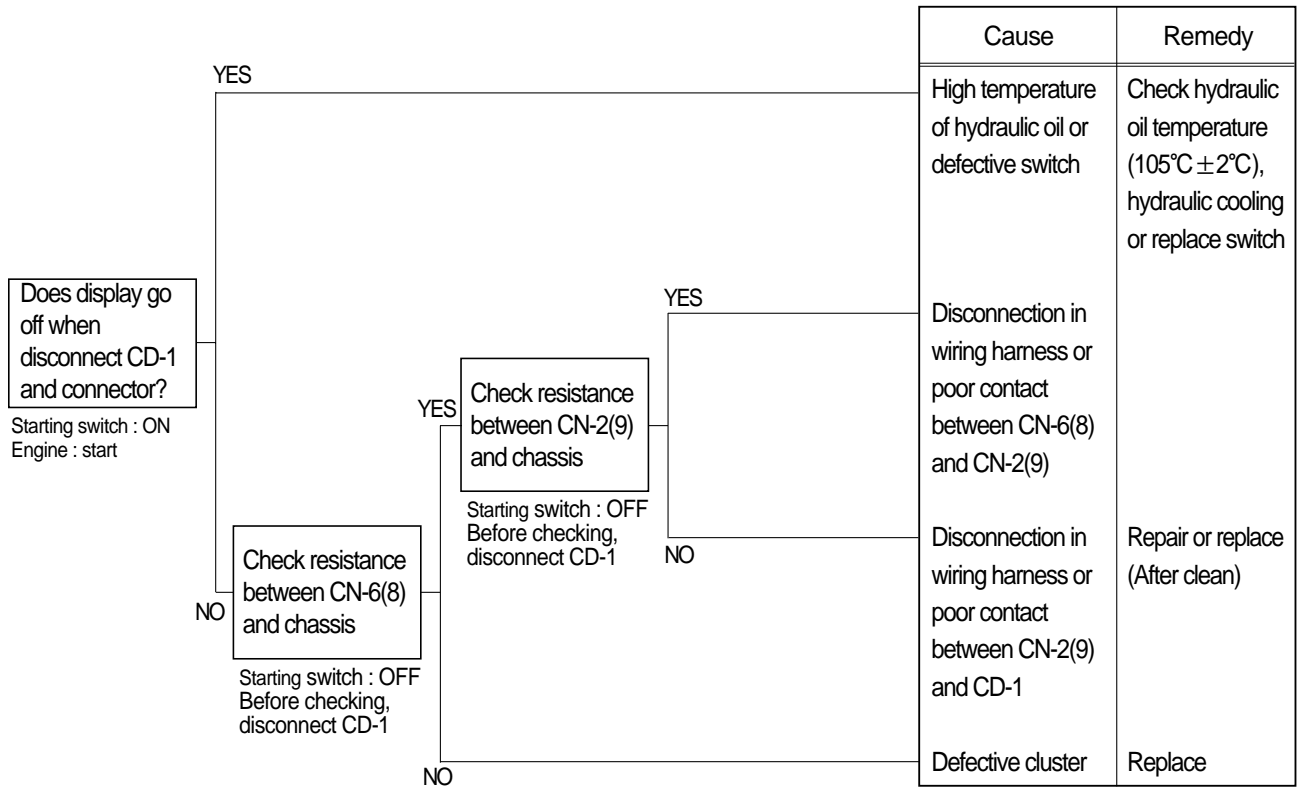 Cause
Remedy
YES
High temperature
of hydraulic oil or
defective switch
Check hydraulic
oil temperature
(105℃±2℃),
hydraulic cooling
or replace switch
Does display go
off when
disconnect CD-1
and connector?
Starting switch : ON
Engine : start
YES
Disconnection in
wiring harness or
poor contact
between CN-6(8)
and CN-2(9)
YES
Check resistance
between CN-2(9)
and chassis
Starting switch : OFF
Before checking,
disconnect CD-1
NO
Disconnection in
wiring harness or
poor contact
between CN-2(9)
and CD-1
Repair or replace
(After clean)
NO
Check resistance
between CN-6(8)
and chassis
Starting switch : OFF
Before checking,
disconnect CD-1
NO
Defective cluster
Replace